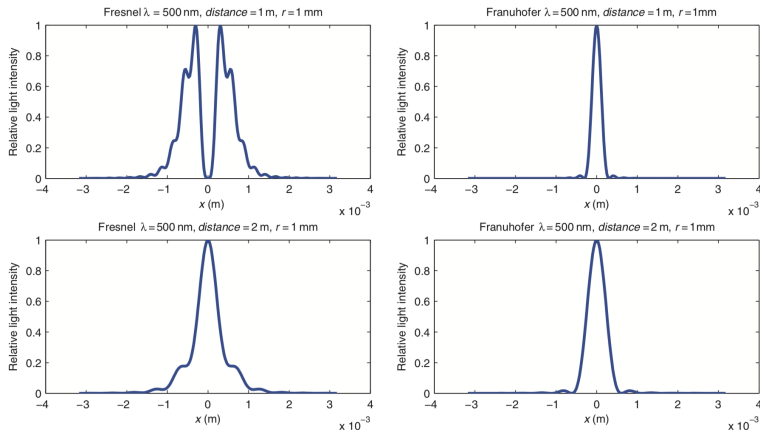 Fresnel λ = 500 nm, distance = 1 m, r = 1 mm
Relative light intensity
1
0.8
0.6
0.4
0.2
0
−4 −3 −2 −1 0 1 2 3 4
x (m)
x 10⁻³
Franuhofer λ = 500 nm, distance = 1 m, r = 1mm
Relative light intensity
1
0.8
0.6
0.4
0.2
0
−4 −3 −2 −1 0 1 2 3 4
x (m)
x 10⁻³
Fresnel λ = 500 nm, distance = 2 m, r = 1 mm
Relative light intensity
1
0.8
0.6
0.4
0.2
0
−4 −3 −2 −1 0 1 2 3 4
x (m)
x 10⁻³
Franuhofer λ = 500 nm, distance = 2 m, r = 1mm
Relative light intensity
1
0.8
0.6
0.4
0.2
0
−4 −3 −2 −1 0 1 2 3 4
x (m)
x 10⁻³